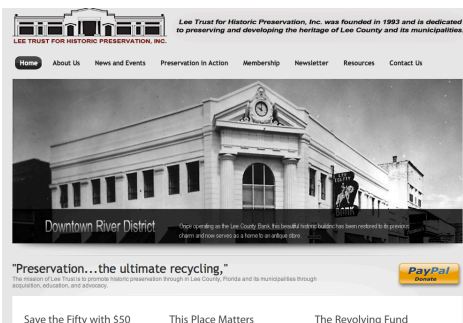 Lee Trust for Historic Preservation, Inc. was founded in 1993 and is dedicated
to preserving and developing the heritage of Lee County and its municipalities.
LEE TRUST FOR HISTORIC PRESERVATION, INC.
Home About Us News and Events Preservation in Action Membership Newsletter Resources Contact Us
LEE COUNTY BANK
Downtown River District
Once operating as the Lee County Bank, this beautiful historic building has been restored to its previous
charm and now serves as a home to an antique store.
"Preservation...the ultimate recycling,"
The mission of Lee Trust is to promote historic preservation through in Lee County, Florida and its municipalities through
acquisition, education, and advocacy.
PayPal
Donate
Save the Fifty with $50 This Place Matters The Revolving Fund